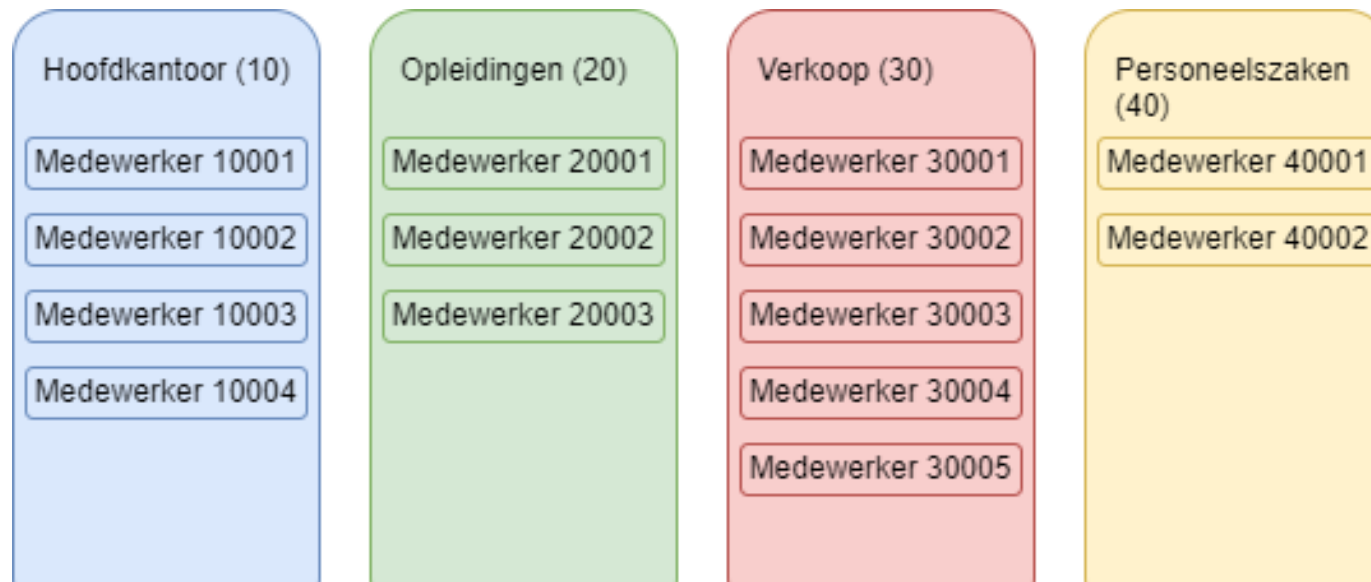 Hoofdkantoor (10)
Medewerker 10001
Medewerker 10002
Medewerker 10003
Medewerker 10004
Opleidingen (20)
Medewerker 20001
Medewerker 20002
Medewerker 20003
Verkoop (30)
Medewerker 30001
Medewerker 30002
Medewerker 30003
Medewerker 30004
Medewerker 30005
Personeelszaken
(40)
Medewerker 40001
Medewerker 40002